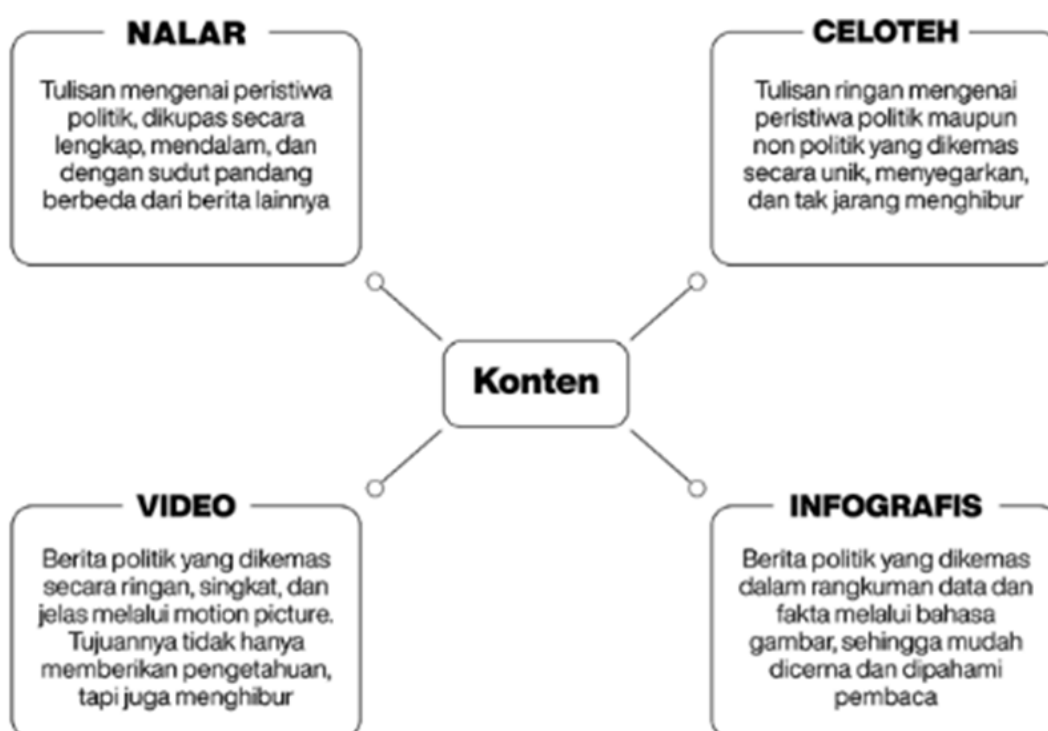 NALAR
Tulisan mengenai peristiwa
politik, dikupas secara
lengkap, mendalam, dan
dengan sudut pandang
berbeda dari berita lainnya
CELOTEH
Tulisan ringan mengenai
peristiwa politik maupun
non politik yang dikemas
secara unik, menyegarkan,
dan tak jarang menghibur
Konten
VIDEO
Berita politik yang dikemas
secara ringan, singkat, dan
jelas melalui motion picture.
Tujuannya tidak hanya
memberikan pengetahuan,
tapi juga menghibur
INFOGRAFIS
Berita politik yang dikemas
dalam rangkuman data dan
fakta melalui bahasa
gambar, sehingga mudah
dicerna dan dipahami
pembaca